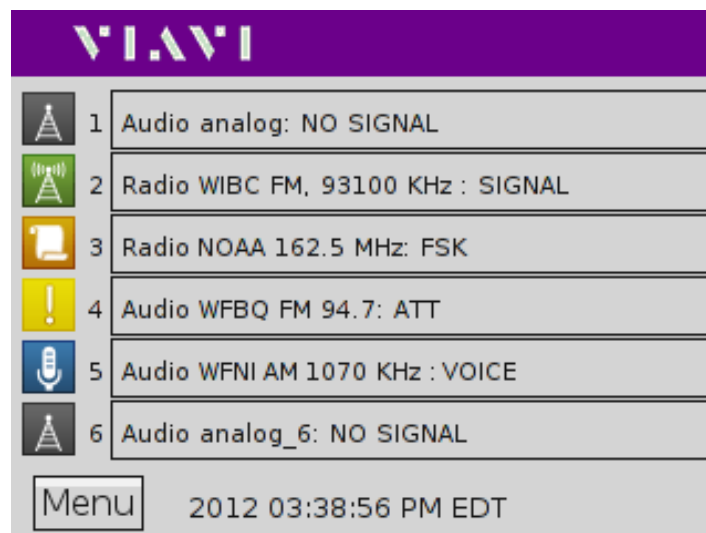 VIAVI
1 Audio analog: NO SIGNAL
2 Radio WIBC FM, 93100 KHz : SIGNAL
3 Radio NOAA 162.5 MHz: FSK
4 Audio WFBQ FM 94.7: ATT
5 Audio WFNI AM 1070 KHz : VOICE
6 Audio analog_6: NO SIGNAL
Menu 2012 03:38:56 PM EDT